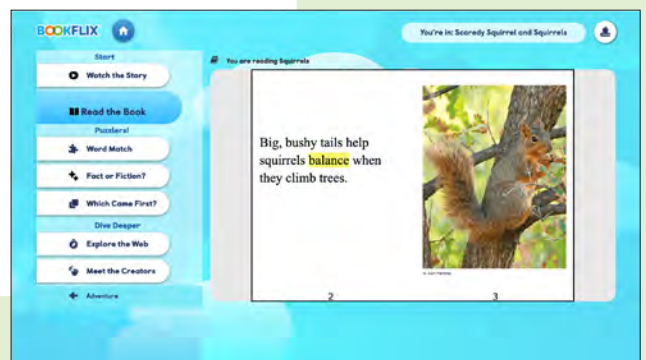 BOOKFLIX
You're in: Scaredy Squirrel and Squirrels
Start
Watch the Story
Read the Book
Puzzlers!
Word Match
Fact or Fiction?
Which Came First?
Dive Deeper
Explore the Web
Meet the Creators
Adventure
You are reading Squirrels
Big, bushy tails help
squirrels balance when
they climb trees.
2
3